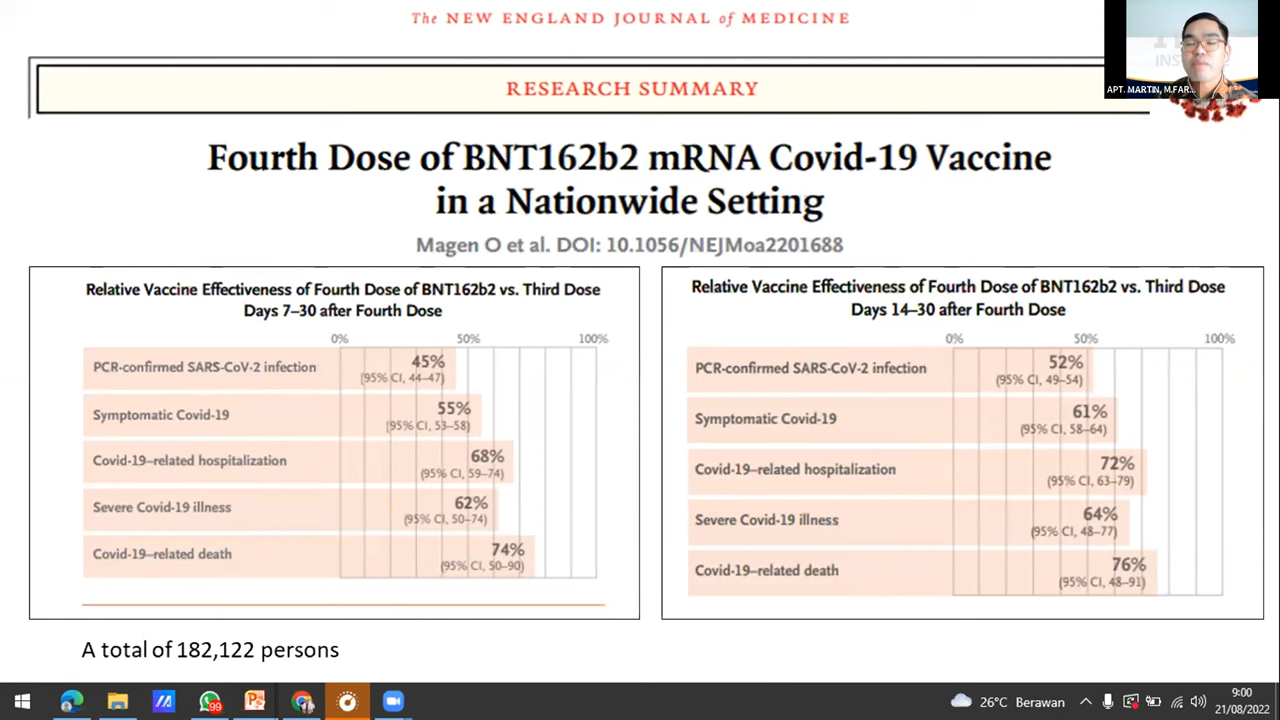 The NEW ENGLAND JOURNAL of MEDICINE
APT. MARTIN, M.FAR...
RESEARCH SUMMARY
Fourth Dose of BNT162b2 mRNA Covid-19 Vaccine
in a Nationwide Setting
Magen O et al. DOI: 10.1056/NEJMoa2201688
Relative Vaccine Effectiveness of Fourth Dose of BNT162b2 vs. Third Dose
Days 7–30 after Fourth Dose
0% 50% 100%
PCR-confirmed SARS-CoV-2 infection 45%
(95% CI, 44–47)
Symptomatic Covid-19 55%
(95% CI, 53–58)
Covid-19–related hospitalization 68%
(95% CI, 59–74)
Severe Covid-19 illness 62%
(95% CI, 50–74)
Covid-19–related death 74%
(95% CI, 50–90)
Relative Vaccine Effectiveness of Fourth Dose of BNT162b2 vs. Third Dose
Days 14–30 after Fourth Dose
0% 50% 100%
PCR-confirmed SARS-CoV-2 infection 52%
(95% CI, 49–54)
Symptomatic Covid-19 61%
(95% CI, 58–64)
Covid-19–related hospitalization 72%
(95% CI, 63–79)
Severe Covid-19 illness 64%
(95% CI, 48–77)
Covid-19–related death 76%
(95% CI, 48–91)
A total of 182,122 persons
99
26°C Berawan
9:00
21/08/2022